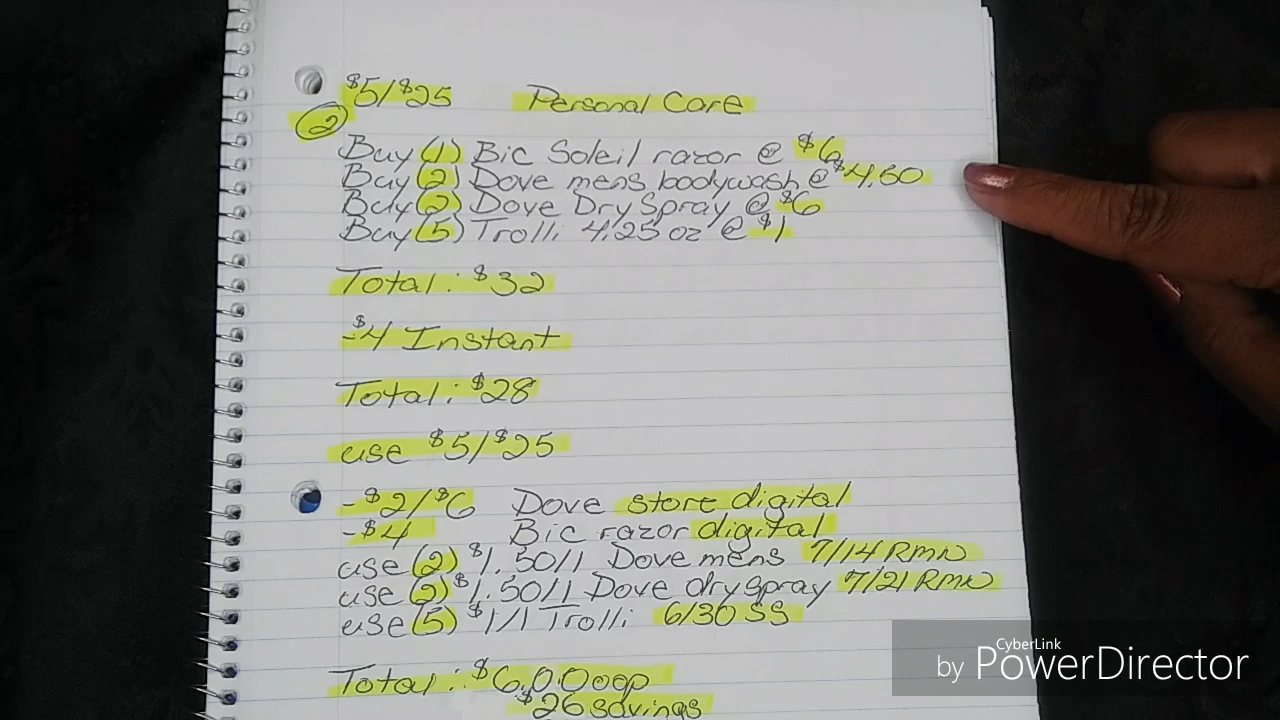 $5/$25 Personal Care
2
Buy (1) Bic Soleil razor @ $6
Buy (2) Dove mens bodywash @ $4.50
Buy (2) Dove Dry Spray @ $6
Buy (5) Trolli 4.25 oz @ $1
Total: $32
-$4 Instant
Total: $28
use $5/$25
-$2/$6 Dove store digital
-$4 Bic razor digital
use (2) $1.50/1 Dove mens 7/14 RMN
use (2) $1.50/1 Dove dry spray 7/21 RMN
use (5) $1/1 Trolli 6/30 SS
Total: $6.00 oop
$26 savings
CyberLink
by PowerDirector